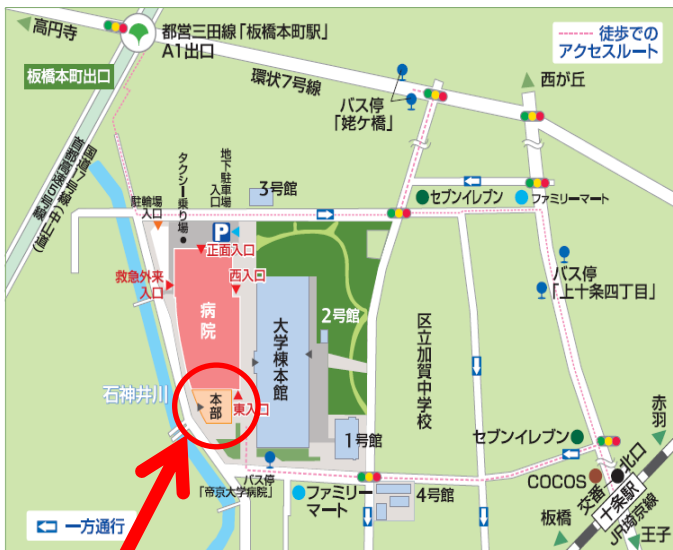 高円寺
都営三田線「板橋本町駅」
A1出口
徒歩での
アクセスルート
板橋本町出口
環状7号線
西が丘
バス停
「姥ケ橋」
国道17号線(中山道)
首都高速5号線
タクシー乗り場
地下駐車場
入口
3号館
セブンイレブン
ファミリーマート
駐輪場
入口
P
正面入口
救急外来
入口
西入口
バス停
「上十条四丁目」
病院
2号館
大学棟本館
区立加賀中学校
石神井川
本部
東入口
1号館
セブンイレブン
赤羽
バス停
「帝京大学病院」
ファミリー
マート
4号館
COCOS
交番
北口
十条駅
JR埼京線
板橋
王子
一方通行